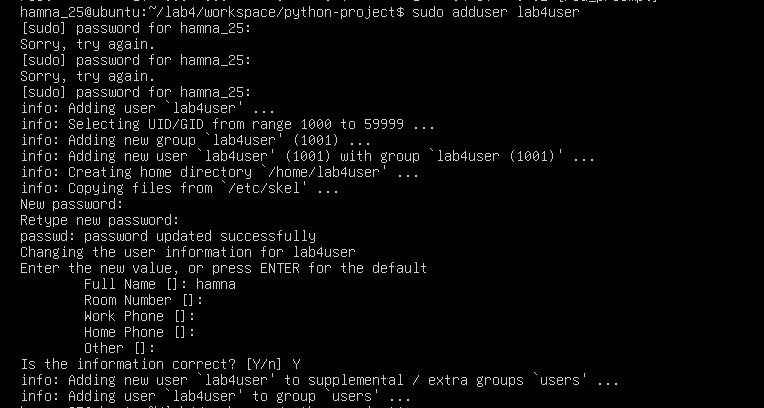 hamna_25@ubuntu:~/lab4/workspace/python-project$ sudo adduser lab4user
[sudo] password for hamna_25:
Sorry, try again.
[sudo] password for hamna_25:
Sorry, try again.
[sudo] password for hamna_25:
info: Adding user `lab4user' ...
info: Selecting UID/GID from range 1000 to 59999 ...
info: Adding new group `lab4user' (1001) ...
info: Adding new user `lab4user' (1001) with group `lab4user (1001)' ...
info: Creating home directory `/home/lab4user' ...
info: Copying files from `/etc/skel' ...
New password:
Retype new password:
passwd: password updated successfully
Changing the user information for lab4user
Enter the new value, or press ENTER for the default
        Full Name []: hamna
        Room Number []:
        Work Phone []:
        Home Phone []:
        Other []:
Is the information correct? [Y/n] Y
info: Adding new user `lab4user' to supplemental / extra groups `users' ...
info: Adding user `lab4user' to group `users' ...